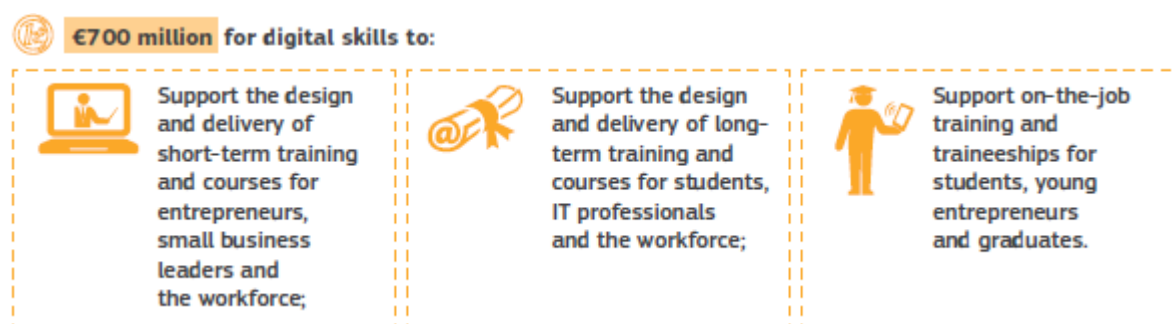 €700 million for digital skills to:
Support the design
and delivery of
short-term training
and courses for
entrepreneurs,
small business
leaders and
the workforce;
@
Support the design
and delivery of long-
term training and
courses for students,
IT professionals
and the workforce;
Support on-the-job
training and
traineeships for
students, young
entrepreneurs
and graduates.